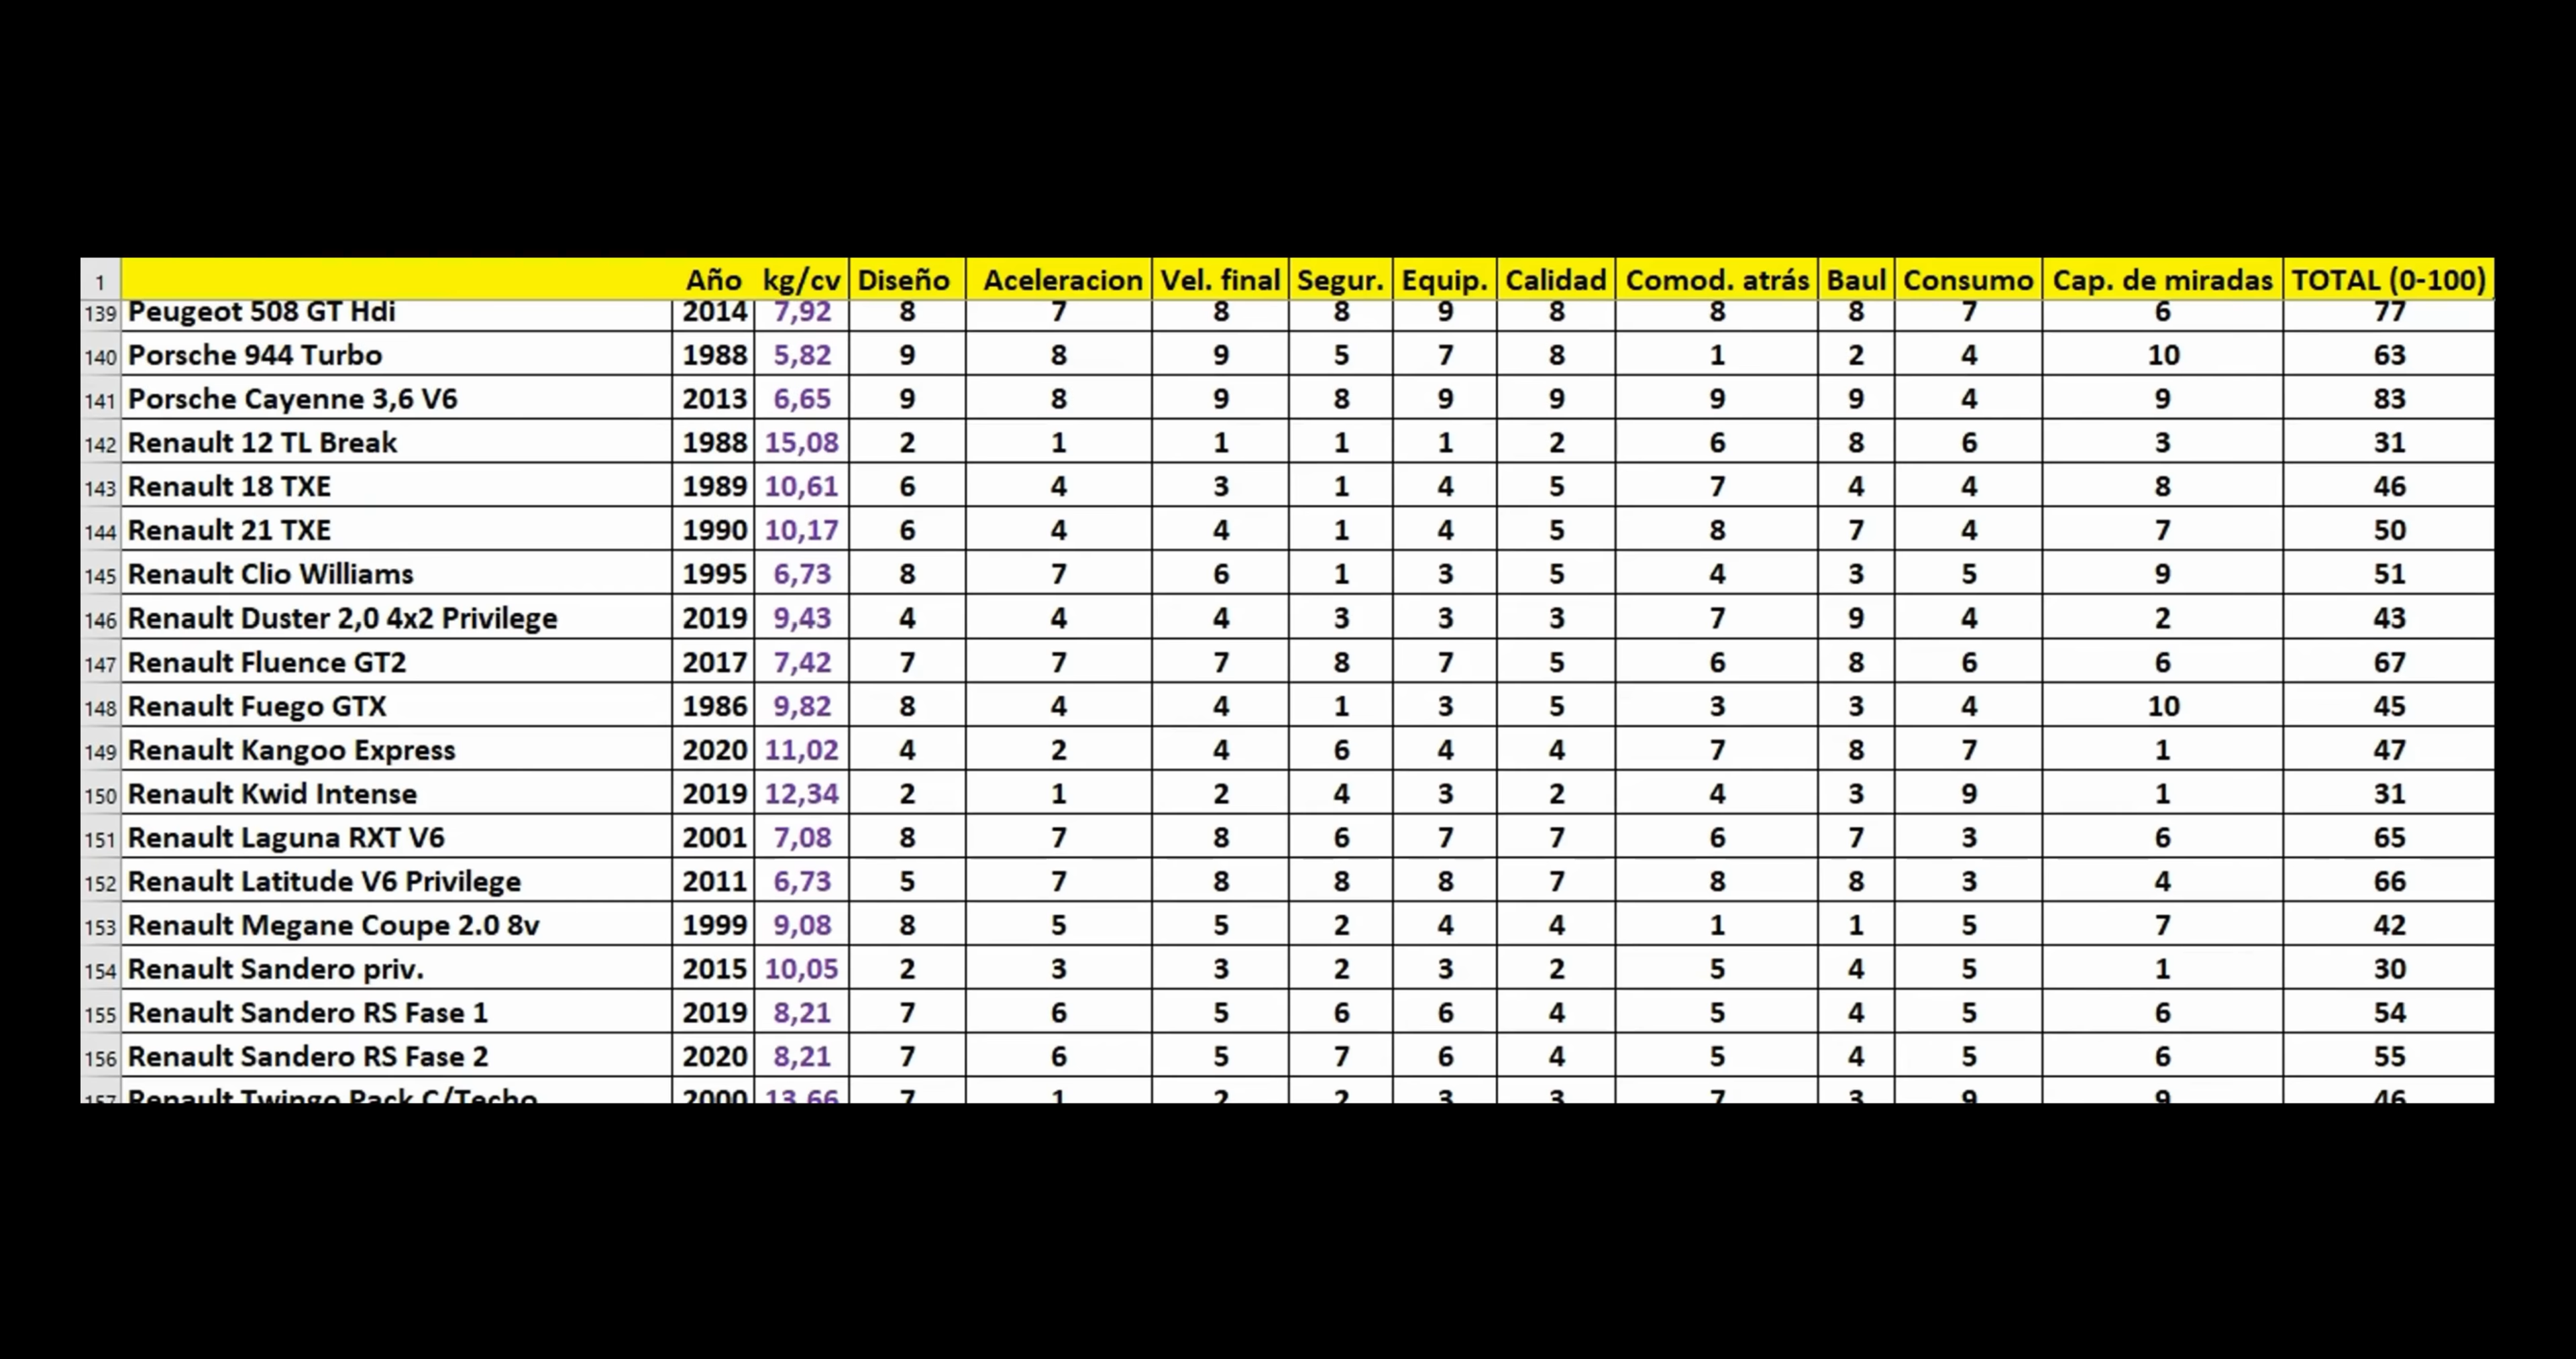 1 Año kg/cv Diseño Aceleracion Vel. final Segur. Equip. Calidad Comod. atrás Baul Consumo Cap. de miradas TOTAL (0-100)
139 Peugeot 508 GT Hdi 2014 7,92 8 7 8 8 9 8 8 8 7 6 77
140 Porsche 944 Turbo 1988 5,82 9 8 9 5 7 8 1 2 4 10 63
141 Porsche Cayenne 3,6 V6 2013 6,65 9 8 9 8 9 9 9 9 4 9 83
142 Renault 12 TL Break 1988 15,08 2 1 1 1 1 2 6 8 6 3 31
143 Renault 18 TXE 1989 10,61 6 4 3 1 4 5 7 4 4 8 46
144 Renault 21 TXE 1990 10,17 6 4 4 1 4 5 8 7 4 7 50
145 Renault Clio Williams 1995 6,73 8 7 6 1 3 5 4 3 5 9 51
146 Renault Duster 2,0 4x2 Privilege 2019 9,43 4 4 4 3 3 3 7 9 4 2 43
147 Renault Fluence GT2 2017 7,42 7 7 7 8 7 5 6 8 6 6 67
148 Renault Fuego GTX 1986 9,82 8 4 4 1 3 5 3 3 4 10 45
149 Renault Kangoo Express 2020 11,02 4 2 4 6 4 4 7 8 7 1 47
150 Renault Kwid Intense 2019 12,34 2 1 2 4 3 2 4 3 9 1 31
151 Renault Laguna RXT V6 2001 7,08 8 7 8 6 7 7 6 7 3 6 65
152 Renault Latitude V6 Privilege 2011 6,73 5 7 8 8 8 7 8 8 3 4 66
153 Renault Megane Coupe 2.0 8v 1999 9,08 8 5 5 2 4 4 1 1 5 7 42
154 Renault Sandero priv. 2015 10,05 2 3 3 2 3 2 5 4 5 1 30
155 Renault Sandero RS Fase 1 2019 8,21 7 6 5 6 6 4 5 4 5 6 54
156 Renault Sandero RS Fase 2 2020 8,21 7 6 5 7 6 4 5 4 5 6 55
157 Renault Twingo Pack C/Techo 2000 13,66 7 1 2 2 3 3 7 3 9 9 46